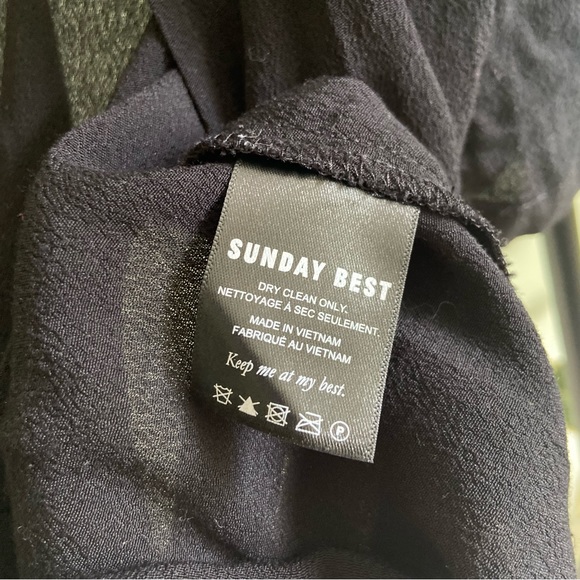 SUNDAY BEST
DRY CLEAN ONLY.
NETTOYAGE À SEC SEULEMENT.
MADE IN VIETNAM
FABRIQUÉ AU VIETNAM
Keep me at my best.
P